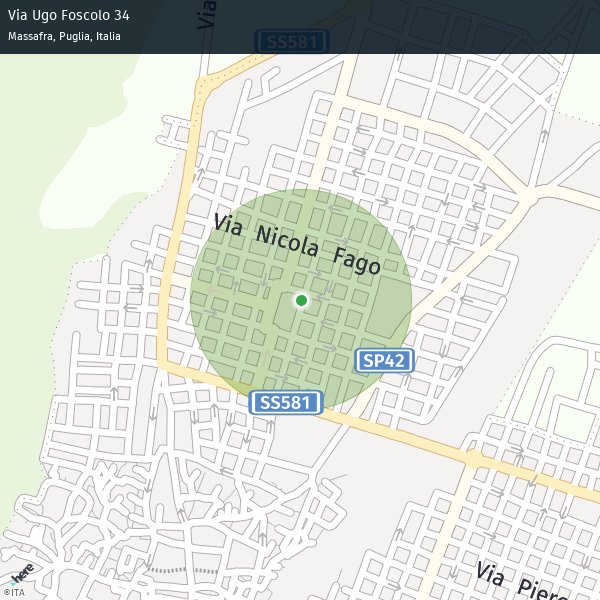 Via Ugo Foscolo 34
Massafra, Puglia, Italia
Via
SS581
Via Nicola Fago
SP42
SS581
Via Piero
here
©ITA